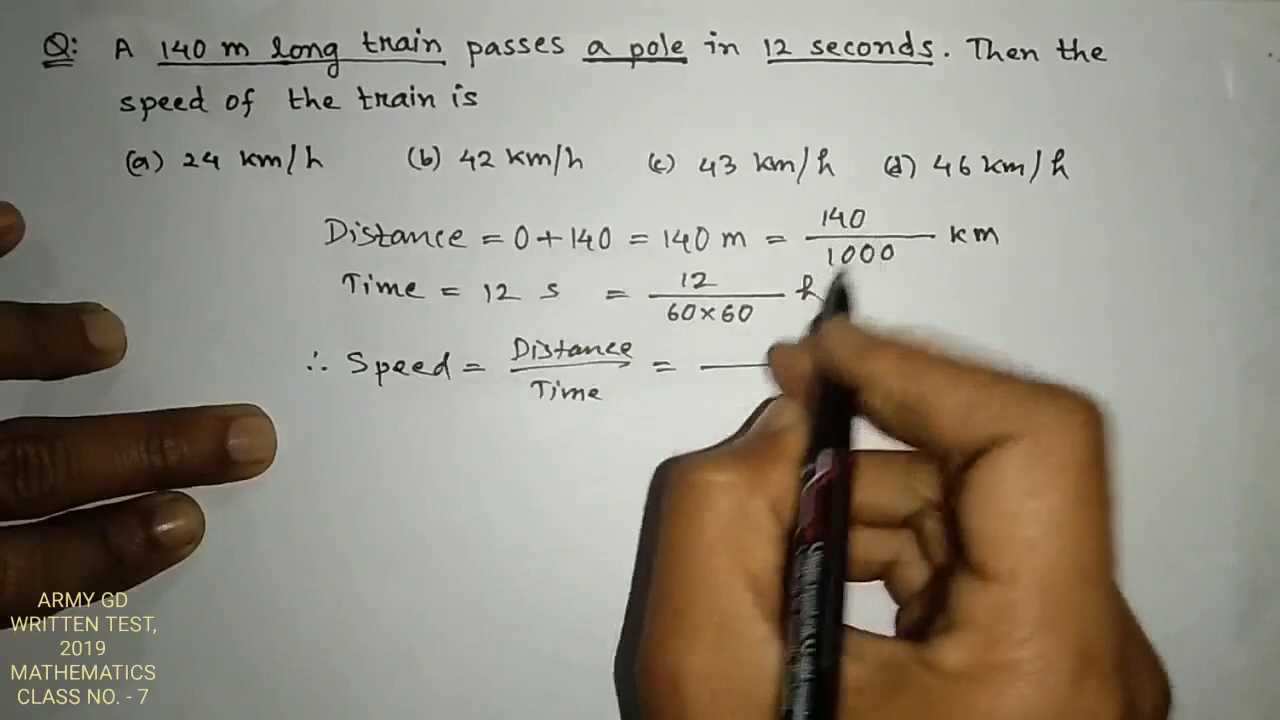 Q: A 140 m long train passes a pole in 12 seconds. Then the
speed of the train is
(a) 24 km/h (b) 42 km/h (c) 43 km/h (d) 46 km/h
Distance = 0 + 140 = 140 m = 140/1000 km
Time = 12 s = 12/60×60 h
∴ Speed = Distance/Time =
ARMY GD
WRITTEN TEST,
2019
MATHEMATICS
CLASS NO. - 7